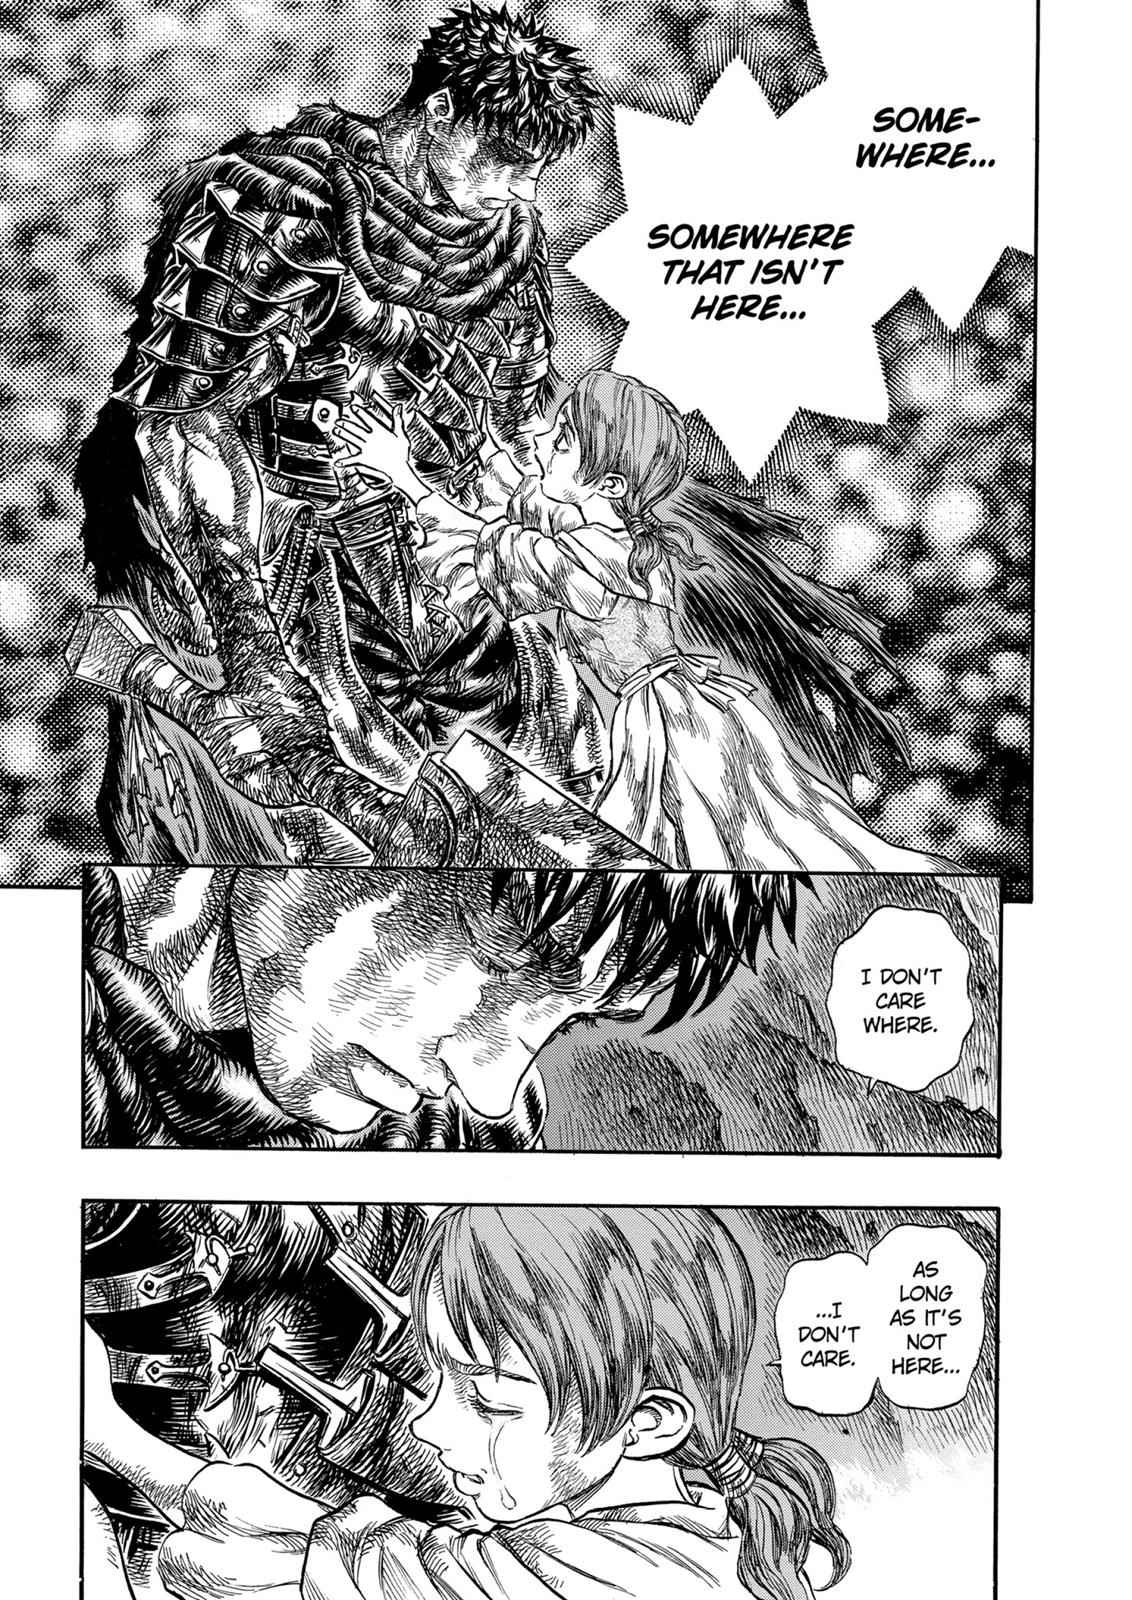 SOME-
WHERE...
SOMEWHERE
THAT ISN'T
HERE...
I DON'T
CARE
WHERE.
AS
LONG
AS IT'S
NOT
HERE...
...I
DON'T
CARE.